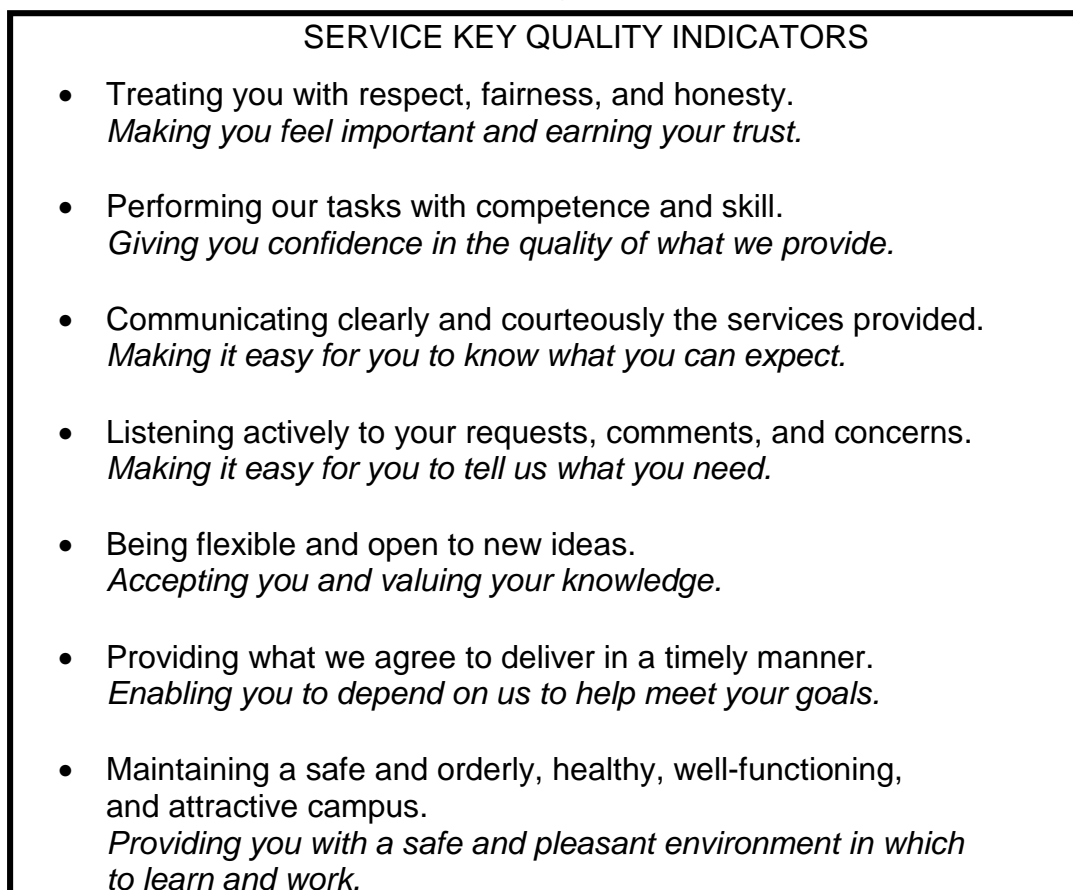 SERVICE KEY QUALITY INDICATORS
• Treating you with respect, fairness, and honesty.
Making you feel important and earning your trust.
• Performing our tasks with competence and skill.
Giving you confidence in the quality of what we provide.
• Communicating clearly and courteously the services provided.
Making it easy for you to know what you can expect.
• Listening actively to your requests, comments, and concerns.
Making it easy for you to tell us what you need.
• Being flexible and open to new ideas.
Accepting you and valuing your knowledge.
• Providing what we agree to deliver in a timely manner.
Enabling you to depend on us to help meet your goals.
• Maintaining a safe and orderly, healthy, well-functioning,
and attractive campus.
Providing you with a safe and pleasant environment in which
to learn and work.